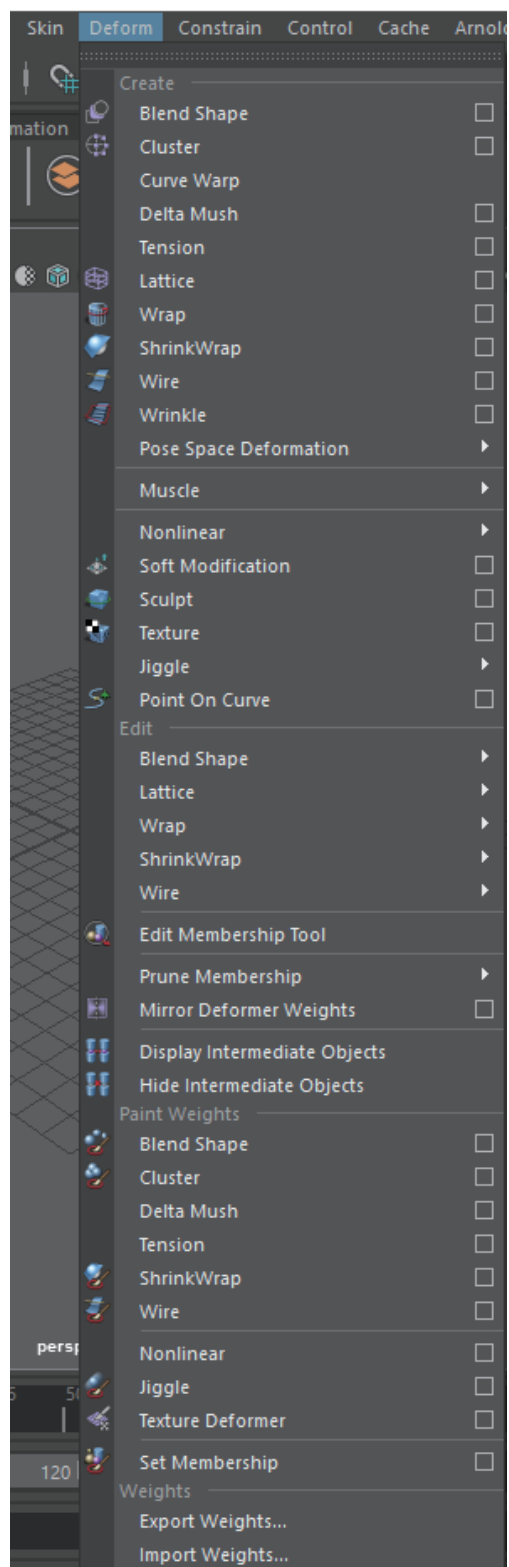 Skin Deform Constrain Control Cache Arnol
Create
Blend Shape
mation
Cluster
Curve Warp
Delta Mush
Tension
Lattice
Wrap
ShrinkWrap
Wire
Wrinkle
Pose Space Deformation
Muscle
Nonlinear
Soft Modification
Sculpt
Texture
Jiggle
Point On Curve
Edit
Blend Shape
Lattice
Wrap
ShrinkWrap
Wire
Edit Membership Tool
Prune Membership
Mirror Deformer Weights
Display Intermediate Objects
Hide Intermediate Objects
Paint Weights
Blend Shape
Cluster
Delta Mush
Tension
ShrinkWrap
Wire
persp
Nonlinear
5 50
Jiggle
Texture Deformer
120
Set Membership
Weights
Export Weights...
Import Weights...